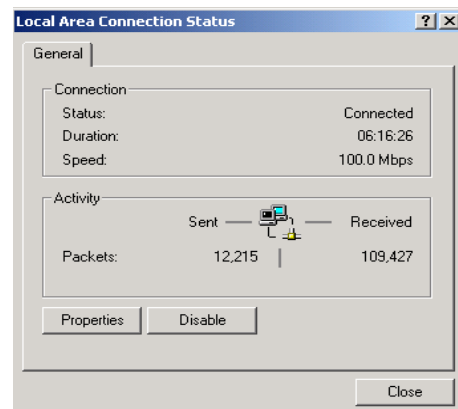 Local Area Connection Status ? X
General
Connection
Status: Connected
Duration: 06:16:26
Speed: 100.0 Mbps
Activity
Sent — — Received
Packets: 12,215 | 109,427
Properties Disable
Close